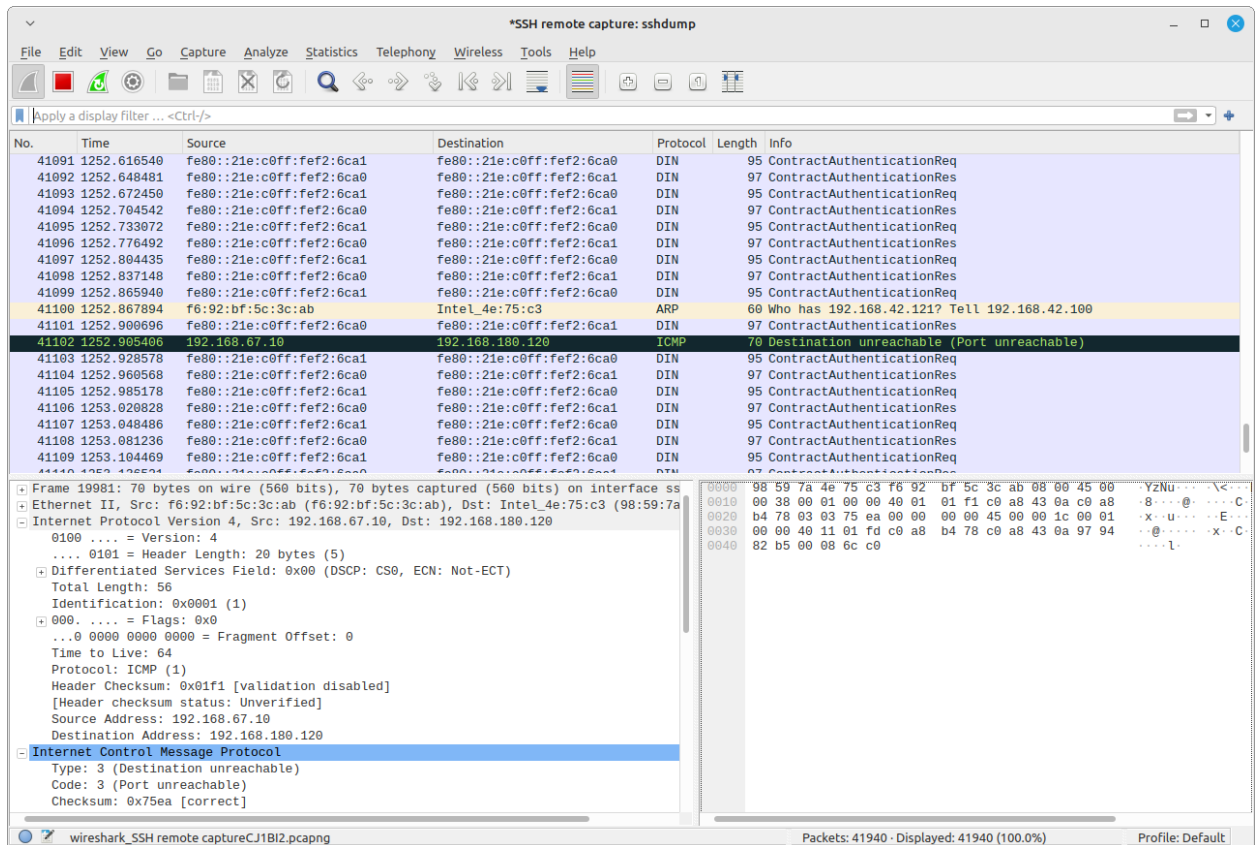 *SSH remote capture: sshdump
File Edit View Go Capture Analyze Statistics Telephony Wireless Tools Help
Apply a display filter … <Ctrl-/>
No. Time Source Destination Protocol Length Info
41091 1252.616540 fe80::21e:c0ff:fef2:6ca1 fe80::21e:c0ff:fef2:6ca0 DIN 95 ContractAuthenticationReq
41092 1252.648481 fe80::21e:c0ff:fef2:6ca0 fe80::21e:c0ff:fef2:6ca1 DIN 97 ContractAuthenticationRes
41093 1252.672450 fe80::21e:c0ff:fef2:6ca1 fe80::21e:c0ff:fef2:6ca0 DIN 95 ContractAuthenticationReq
41094 1252.704542 fe80::21e:c0ff:fef2:6ca0 fe80::21e:c0ff:fef2:6ca1 DIN 97 ContractAuthenticationRes
41095 1252.733072 fe80::21e:c0ff:fef2:6ca1 fe80::21e:c0ff:fef2:6ca0 DIN 95 ContractAuthenticationReq
41096 1252.776492 fe80::21e:c0ff:fef2:6ca0 fe80::21e:c0ff:fef2:6ca1 DIN 97 ContractAuthenticationRes
41097 1252.804435 fe80::21e:c0ff:fef2:6ca1 fe80::21e:c0ff:fef2:6ca0 DIN 95 ContractAuthenticationReq
41098 1252.837148 fe80::21e:c0ff:fef2:6ca0 fe80::21e:c0ff:fef2:6ca1 DIN 97 ContractAuthenticationRes
41099 1252.865940 fe80::21e:c0ff:fef2:6ca1 fe80::21e:c0ff:fef2:6ca0 DIN 95 ContractAuthenticationReq
41100 1252.867894 f6:92:bf:5c:3c:ab Intel_4e:75:c3 ARP 60 Who has 192.168.42.121? Tell 192.168.42.100
41101 1252.900696 fe80::21e:c0ff:fef2:6ca0 fe80::21e:c0ff:fef2:6ca1 DIN 97 ContractAuthenticationRes
41102 1252.905406 192.168.67.10 192.168.180.120 ICMP 70 Destination unreachable (Port unreachable)
41103 1252.928578 fe80::21e:c0ff:fef2:6ca1 fe80::21e:c0ff:fef2:6ca0 DIN 95 ContractAuthenticationReq
41104 1252.960568 fe80::21e:c0ff:fef2:6ca0 fe80::21e:c0ff:fef2:6ca1 DIN 97 ContractAuthenticationRes
41105 1252.985178 fe80::21e:c0ff:fef2:6ca1 fe80::21e:c0ff:fef2:6ca0 DIN 95 ContractAuthenticationReq
41106 1253.020828 fe80::21e:c0ff:fef2:6ca0 fe80::21e:c0ff:fef2:6ca1 DIN 97 ContractAuthenticationRes
41107 1253.048486 fe80::21e:c0ff:fef2:6ca1 fe80::21e:c0ff:fef2:6ca0 DIN 95 ContractAuthenticationReq
41108 1253.081236 fe80::21e:c0ff:fef2:6ca0 fe80::21e:c0ff:fef2:6ca1 DIN 97 ContractAuthenticationRes
41109 1253.104469 fe80::21e:c0ff:fef2:6ca1 fe80::21e:c0ff:fef2:6ca0 DIN 95 ContractAuthenticationReq
Frame 19981: 70 bytes on wire (560 bits), 70 bytes captured (560 bits) on interface ss
Ethernet II, Src: f6:92:bf:5c:3c:ab (f6:92:bf:5c:3c:ab), Dst: Intel_4e:75:c3 (98:59:7a
Internet Protocol Version 4, Src: 192.168.67.10, Dst: 192.168.180.120
0100 .... = Version: 4
.... 0101 = Header Length: 20 bytes (5)
Differentiated Services Field: 0x00 (DSCP: CS0, ECN: Not-ECT)
Total Length: 56
Identification: 0x0001 (1)
000. .... = Flags: 0x0
...0 0000 0000 0000 = Fragment Offset: 0
Time to Live: 64
Protocol: ICMP (1)
Header Checksum: 0x01f1 [validation disabled]
[Header checksum status: Unverified]
Source Address: 192.168.67.10
Destination Address: 192.168.180.120
Internet Control Message Protocol
Type: 3 (Destination unreachable)
Code: 3 (Port unreachable)
Checksum: 0x75ea [correct]
0000 98 59 7a 4e 75 c3 f6 92 bf 5c 3c ab 08 00 45 00 ·YzNu··· ·\<···
0010 00 38 00 01 00 00 40 01 01 f1 c0 a8 43 0a c0 a8 ·8····@· ····C·
0020 b4 78 03 03 75 ea 00 00 00 00 45 00 00 1c 00 01 ·x··u··· ··E···
0030 00 00 40 11 01 fd c0 a8 b4 78 c0 a8 43 0a 97 94 ··@····· ·x··C·
0040 82 b5 00 08 6c c0 ····l·
wireshark_SSH remote captureCJ1BI2.pcapng Packets: 41940 · Displayed: 41940 (100.0%) Profile: Default